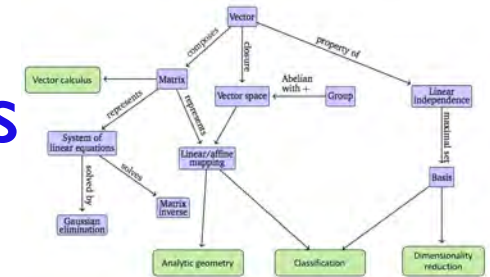 Vector
composes
closure
property of
Vector calculus
Matrix
Abelian
with +
Vector space
Group
Linear
independence
represents
represents
maximal set
s
System of
linear equations
Linear/affine
mapping
solved by
solves
Basis
Matrix
inverse
Gaussian
elimination
Analytic geometry
Classification
Dimensionality
reduction